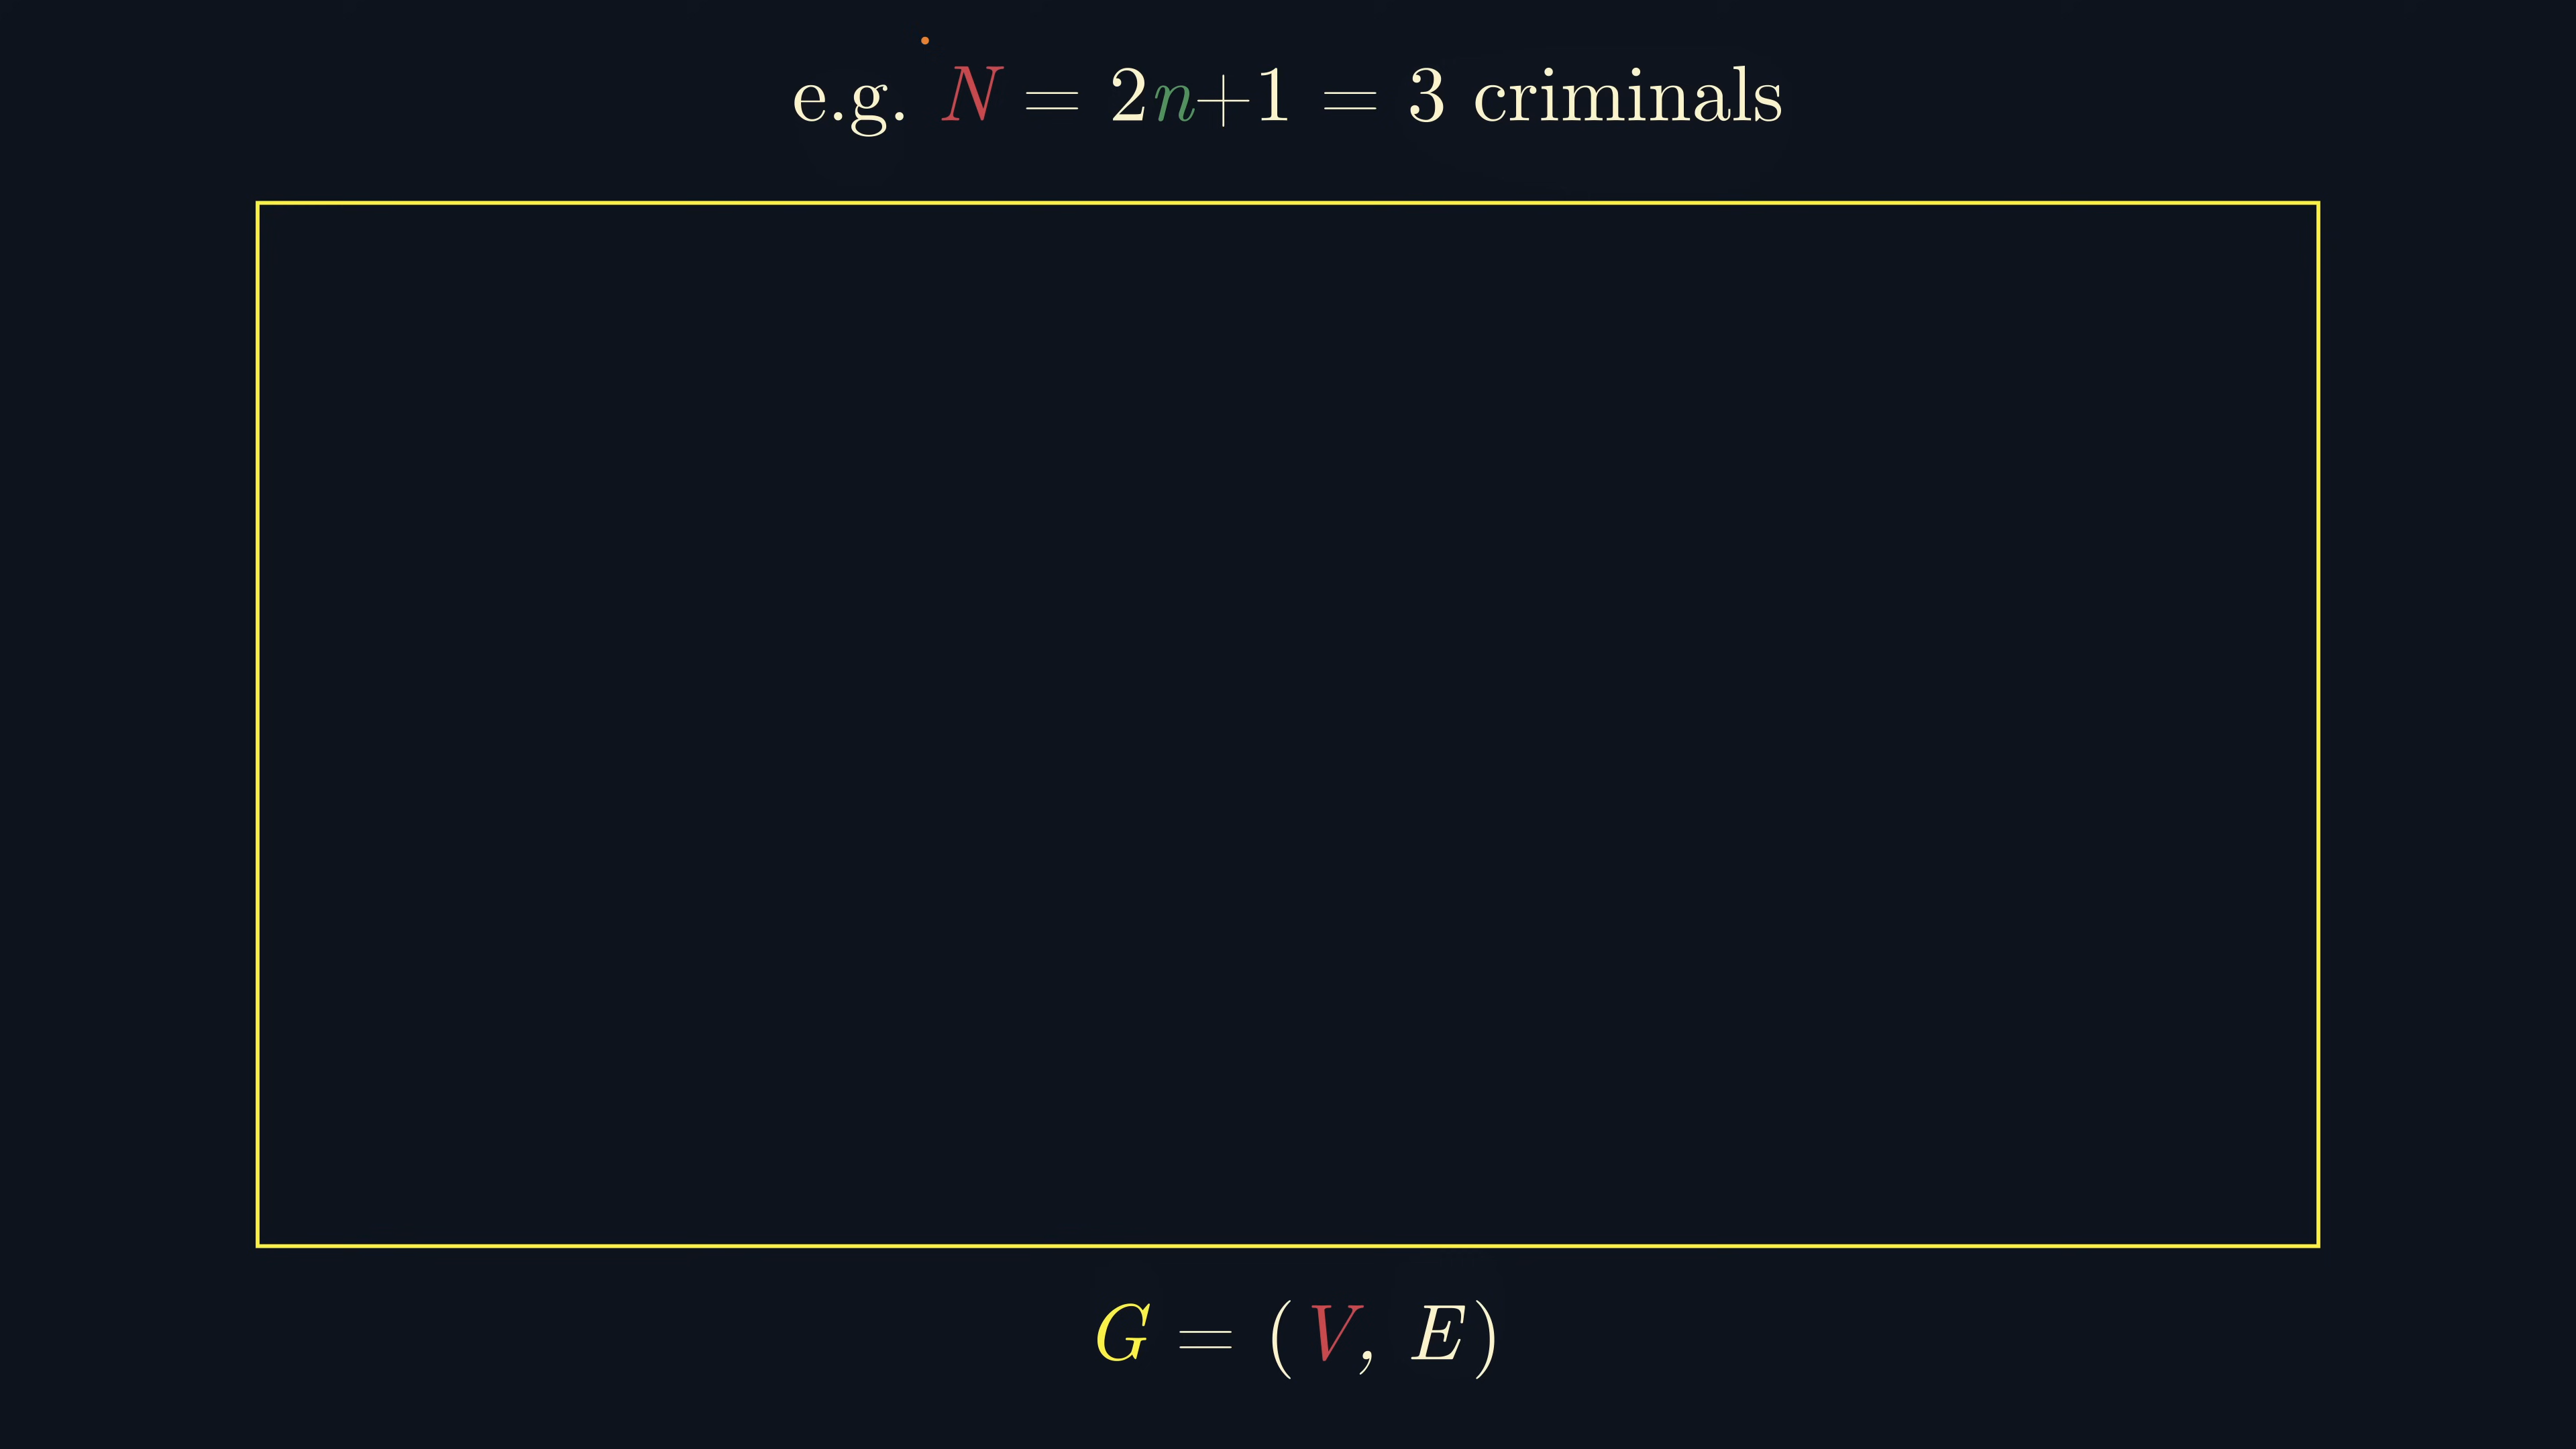 e.g. N = 2n+1 = 3 criminals
G = (V, E)